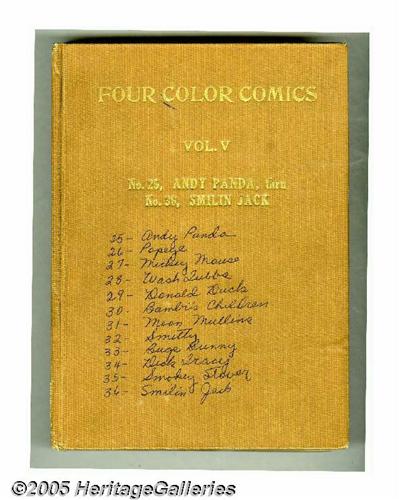 FOUR COLOR COMICS
VOL. V
No. 25, ANDY PANDA, thru
No. 36, SMILIN JACK
25- Andy Panda
26- Popeye
27- Mickey Mouse
28- Wash Tubbs
29- Donald Duck
30 Bambi's Children
31- Moon Mullins
32- Smitty
33- Bugs Bunny
34- Dick Tracy
35- Smokey Stover
36- Smilin Jack
©2005 HeritageGalleries